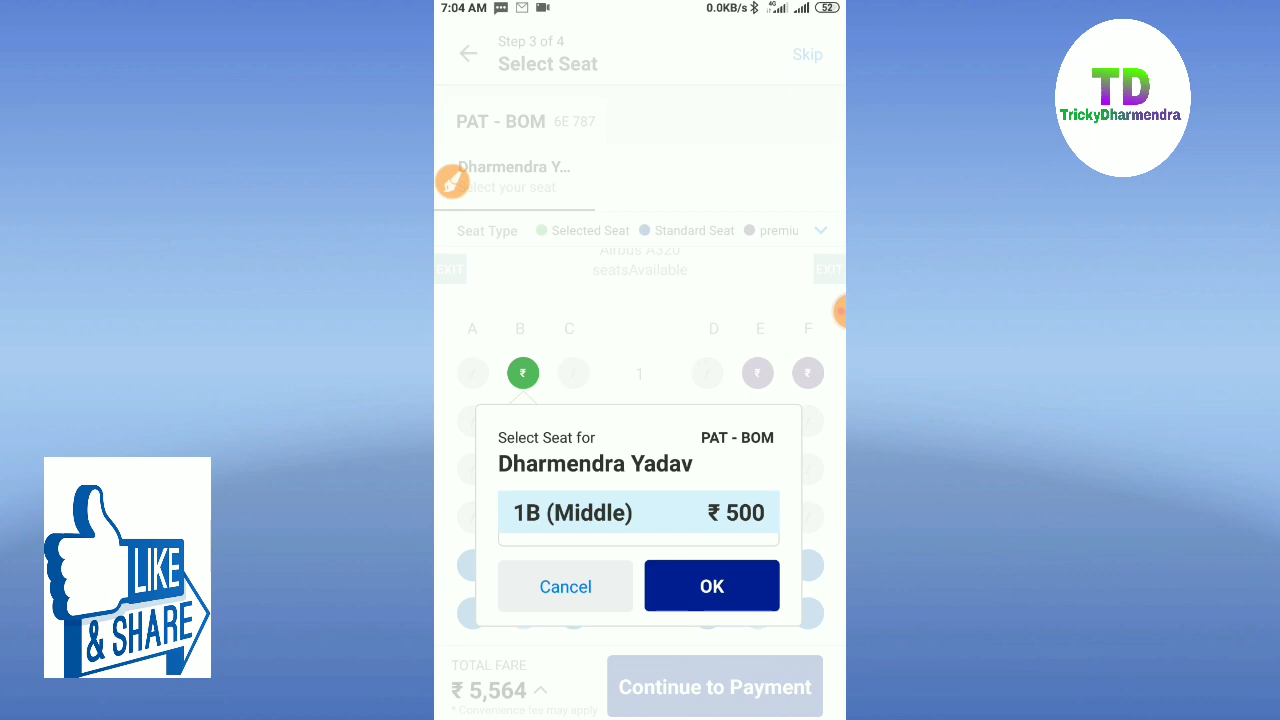 7:04 AM
0.0KB/s 4G 52
Step 3 of 4
Select Seat
Skip
TD
TrickyDharmendra
PAT - BOM 6E 787
Dharmendra Y...
Select your seat
Seat Type Selected Seat Standard Seat premiu
Airbus A320
EXIT seatsAvailable EXIT
A B C D E F
₹ 1 ₹ ₹
Select Seat for PAT - BOM
Dharmendra Yadav
1B (Middle) ₹ 500
Cancel OK
LIKE
& SHARE
TOTAL FARE
₹ 5,564
Continue to Payment
* Convenience fee may apply